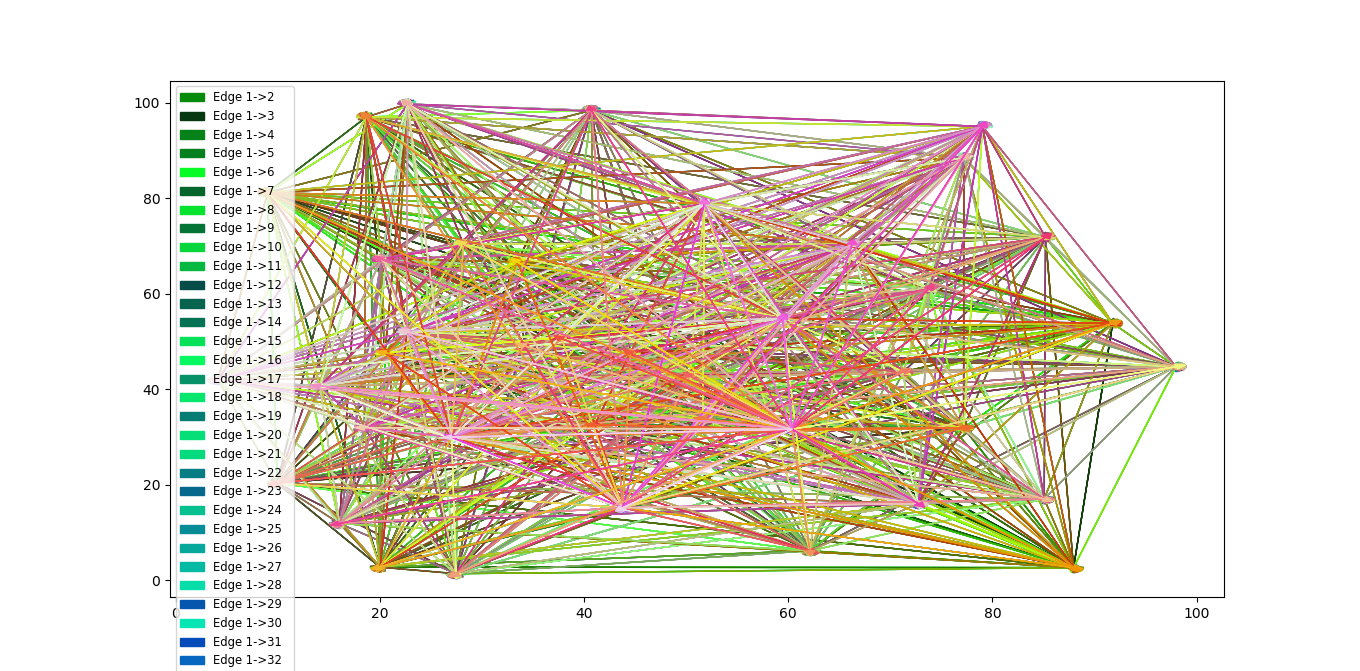 100
80
60
40
20
0
0
20
40
60
80
100
Edge 1->2
Edge 1->3
Edge 1->4
Edge 1->5
Edge 1->6
Edge 1->7
Edge 1->8
Edge 1->9
Edge 1->10
Edge 1->11
Edge 1->12
Edge 1->13
Edge 1->14
Edge 1->15
Edge 1->16
Edge 1->17
Edge 1->18
Edge 1->19
Edge 1->20
Edge 1->21
Edge 1->22
Edge 1->23
Edge 1->24
Edge 1->25
Edge 1->26
Edge 1->27
Edge 1->28
Edge 1->29
Edge 1->30
Edge 1->31
Edge 1->32